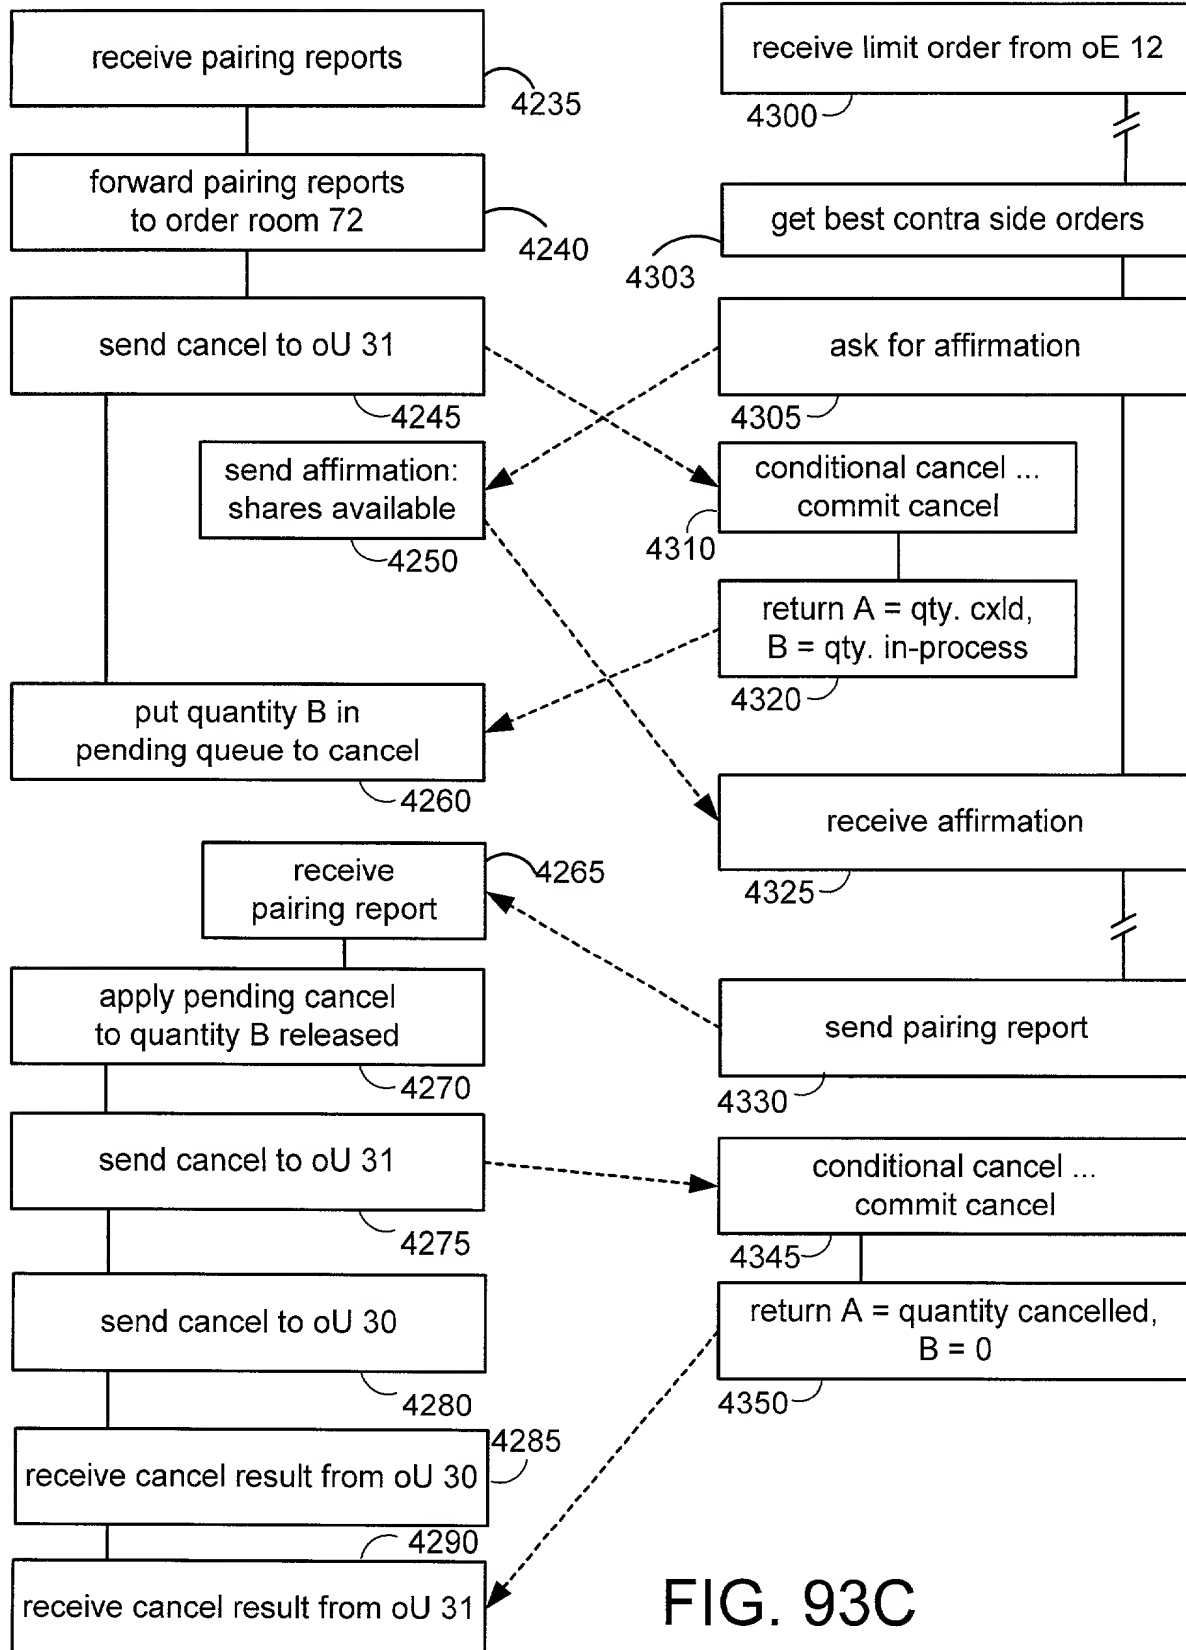 receive pairing reports
4235
forward pairing reports
to order room 72
4240
send cancel to oU 31
4245
send affirmation:
shares available
4250
put quantity B in
pending queue to cancel
4260
receive
pairing report
4265
apply pending cancel
to quantity B released
4270
send cancel to oU 31
4275
send cancel to oU 30
4280
receive cancel result from oU 30
4285
receive cancel result from oU 31
4290
receive limit order from oE 12
4300
get best contra side orders
4303
ask for affirmation
4305
conditional cancel ...
commit cancel
4310
return A = qty. cxld,
B = qty. in-process
4320
receive affirmation
4325
send pairing report
4330
conditional cancel ...
commit cancel
4345
return A = quantity cancelled,
B = 0
4350
FIG. 93C